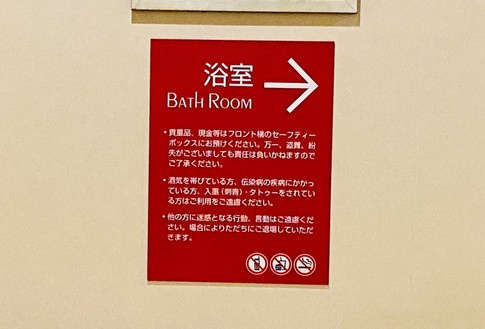 浴室
BATH ROOM
・貴重品、現金等はフロント横のセーフティー
ボックスにお預けください。万一、盗難、紛
失がございましても責任は負いかねますので
ご了承ください。
・酒気を帯びている方、伝染病の疾病にかかっ
ている方、入墨（刺青）・タトゥーをされてい
る方はご利用をご遠慮ください。
・他の方に迷惑となる行動、言動はご遠慮くだ
さい。場合によりただちにご退場していただ
きます。